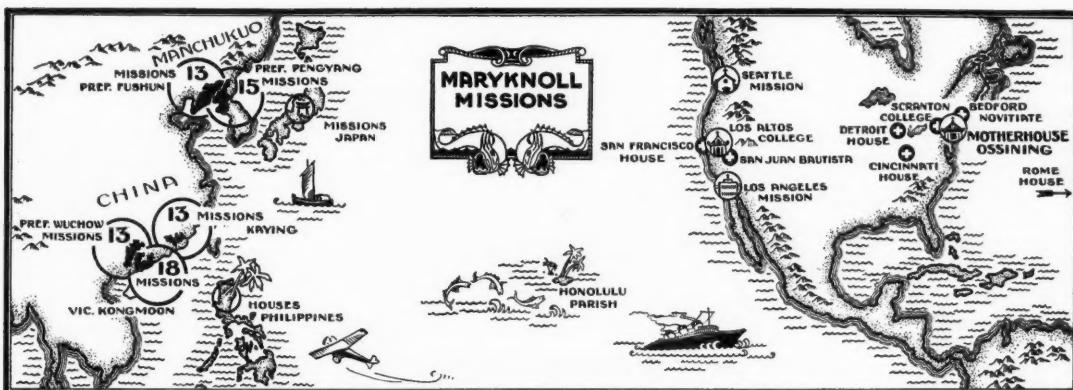 MARYKNOLL
MISSIONS
MANCHUKUO
MISSIONS
13
PREF. FUSHUN
PREF. PENGYANG
15
MISSIONS
MISSIONS
JAPAN
CHINA
PREF. WUCHOW
MISSIONS
13
13
MISSIONS
KAYING
18
MISSIONS
VIC. KONGMOON
HOUSES
PHILIPPINES
HONOLULU
PARISH
SEATTLE
MISSION
LOS ALTOS
COLLEGE
SAN FRANCISCO
HOUSE
SAN JUAN BAUTISTA
LOS ANGELES
MISSION
SCRANTON
COLLEGE
BEDFORD
NOVITIATE
DETROIT
HOUSE
MOTHERHOUSE
OSSINING
CINCINNATI
HOUSE
ROME
HOUSE